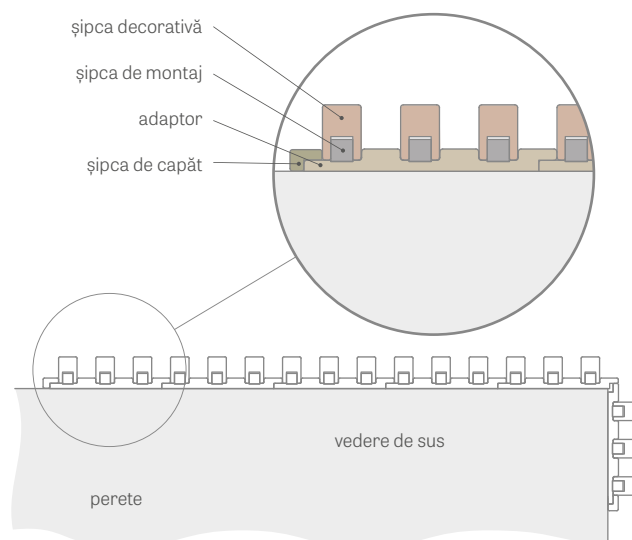 șipca decorativă
șipca de montaj
adaptor
șipca de capăt
vedere de sus
perete